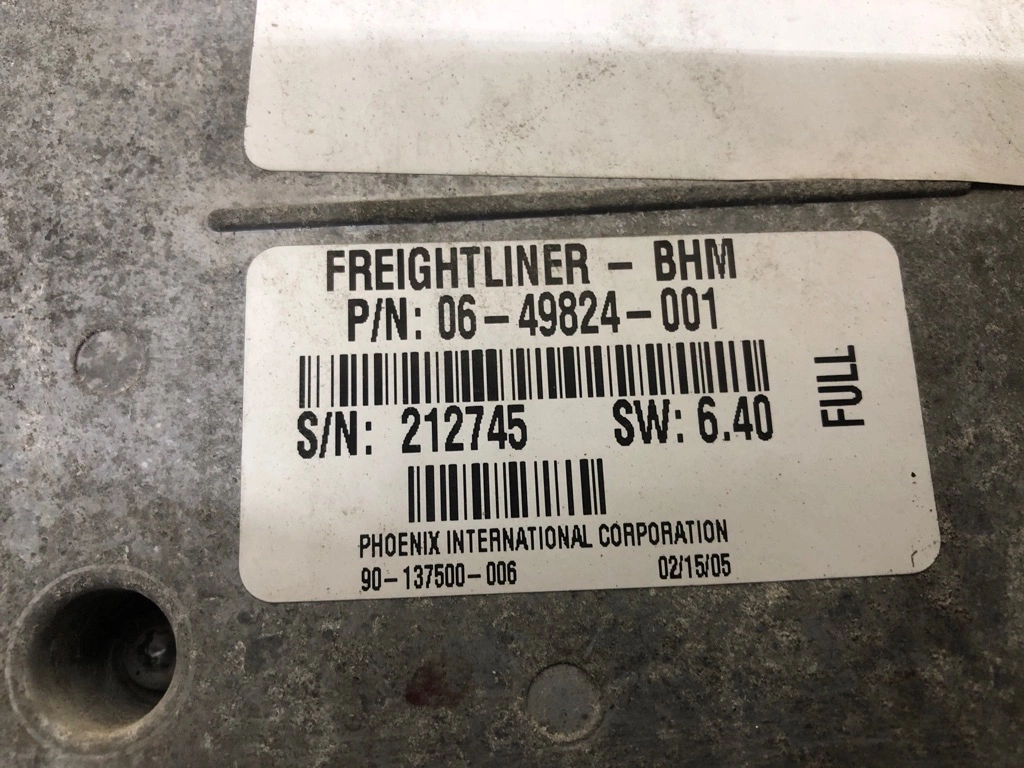 FREIGHTLINER - BHM
P/N: 06-49824-001
S/N: 212745 SW: 6.40
FULL
PHOENIX INTERNATIONAL CORPORATION
90-137500-006 02/15/05